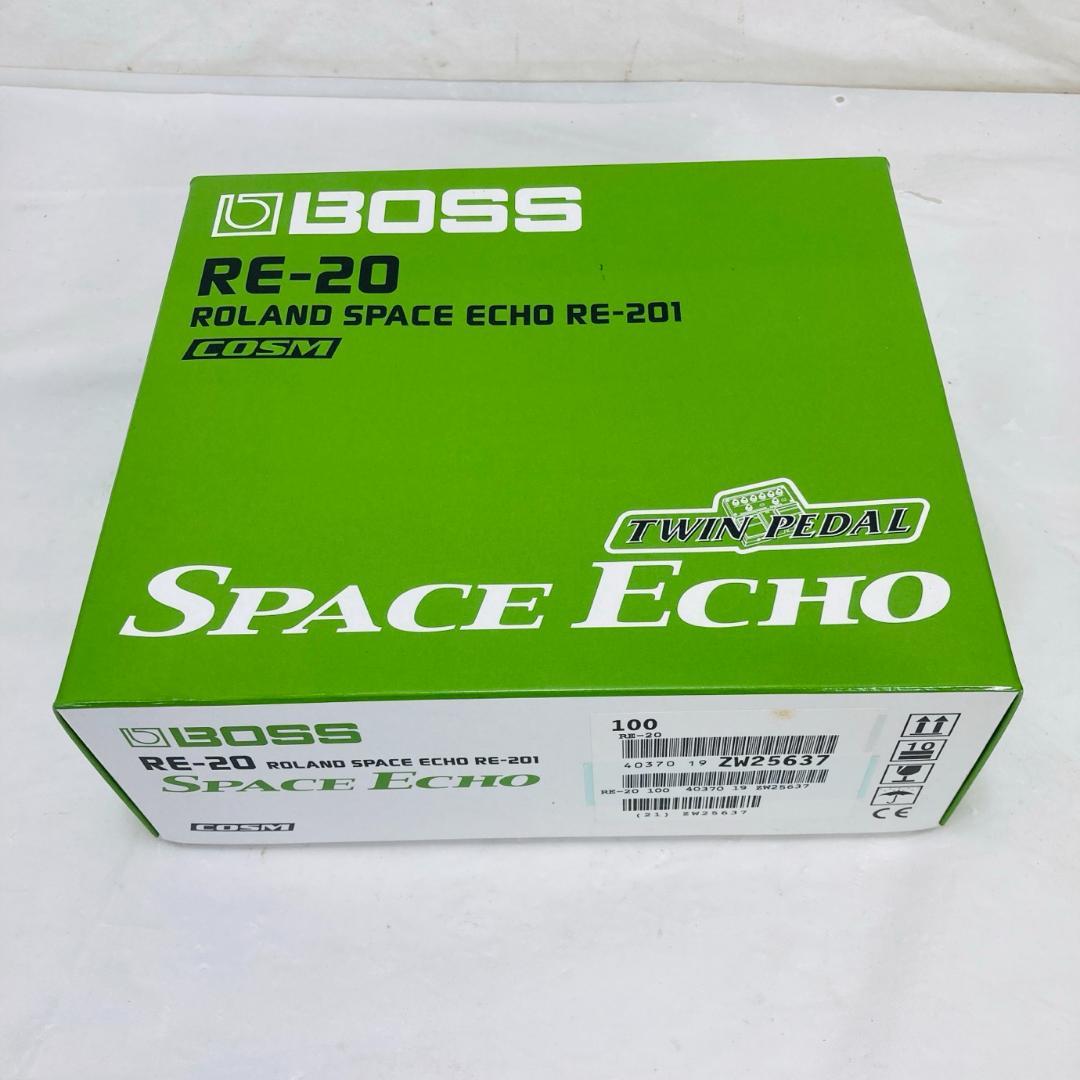 BOSS
RE-20
ROLAND SPACE ECHO RE-201
COSM
TWIN PEDAL
SPACE ECHO
BOSS
RE-20 ROLAND SPACE ECHO RE-201
SPACE ECHO
COSM
100
RE-20
40370 19 ZW25637
RE-20 100 40370 19 ZW25637
(21) ZW25637
10
CE